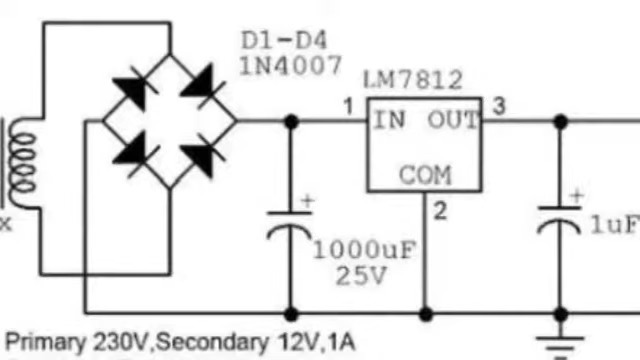 D1-D4
1N4007
LM7812
1
IN OUT
3
COM
2
+
1000uF
25V
+
1uF
x
Primary 230V,Secondary 12V,1A